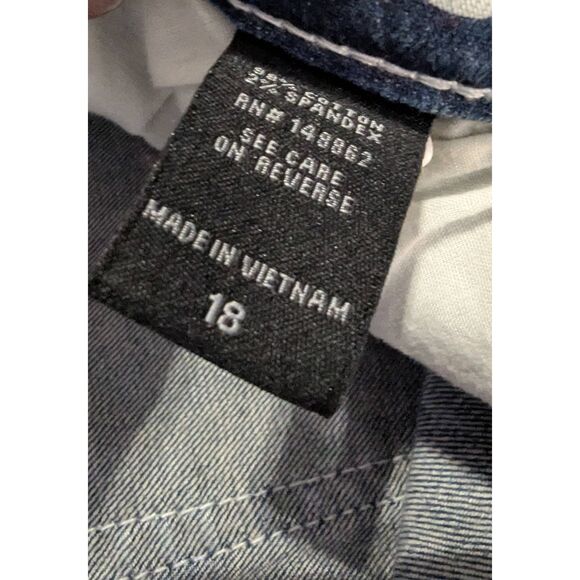 98% COTTON
2% SPANDEX
RN# 149862
SEE CARE
ON REVERSE
MADE IN VIETNAM
18